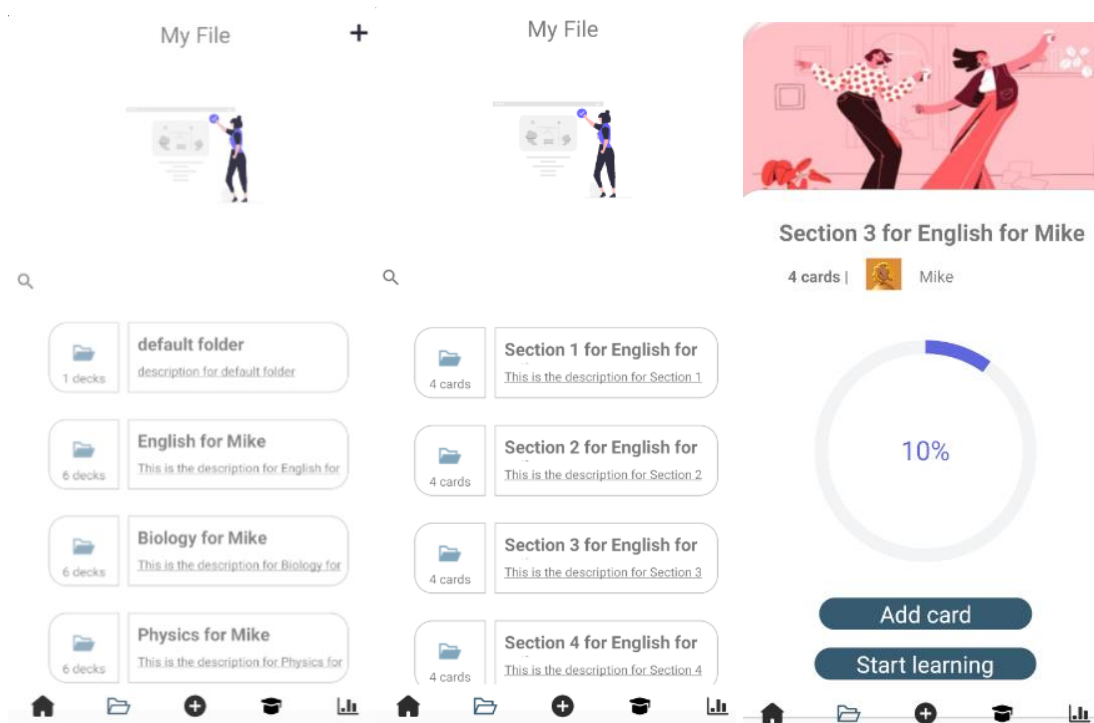 My File
default folder
1 decks
description for default folder
English for Mike
6 decks
This is the description for English for
Biology for Mike
6 decks
This is the description for Biology for
Physics for Mike
6 decks
This is the description for Physics for
My File
Section 1 for English for
4 cards
This is the description for Section 1
Section 2 for English for
4 cards
This is the description for Section 2
Section 3 for English for
4 cards
This is the description for Section 3
Section 4 for English for
4 cards
This is the description for Section 4
Section 3 for English for Mike
4 cards | Mike
10%
Add card
Start learning